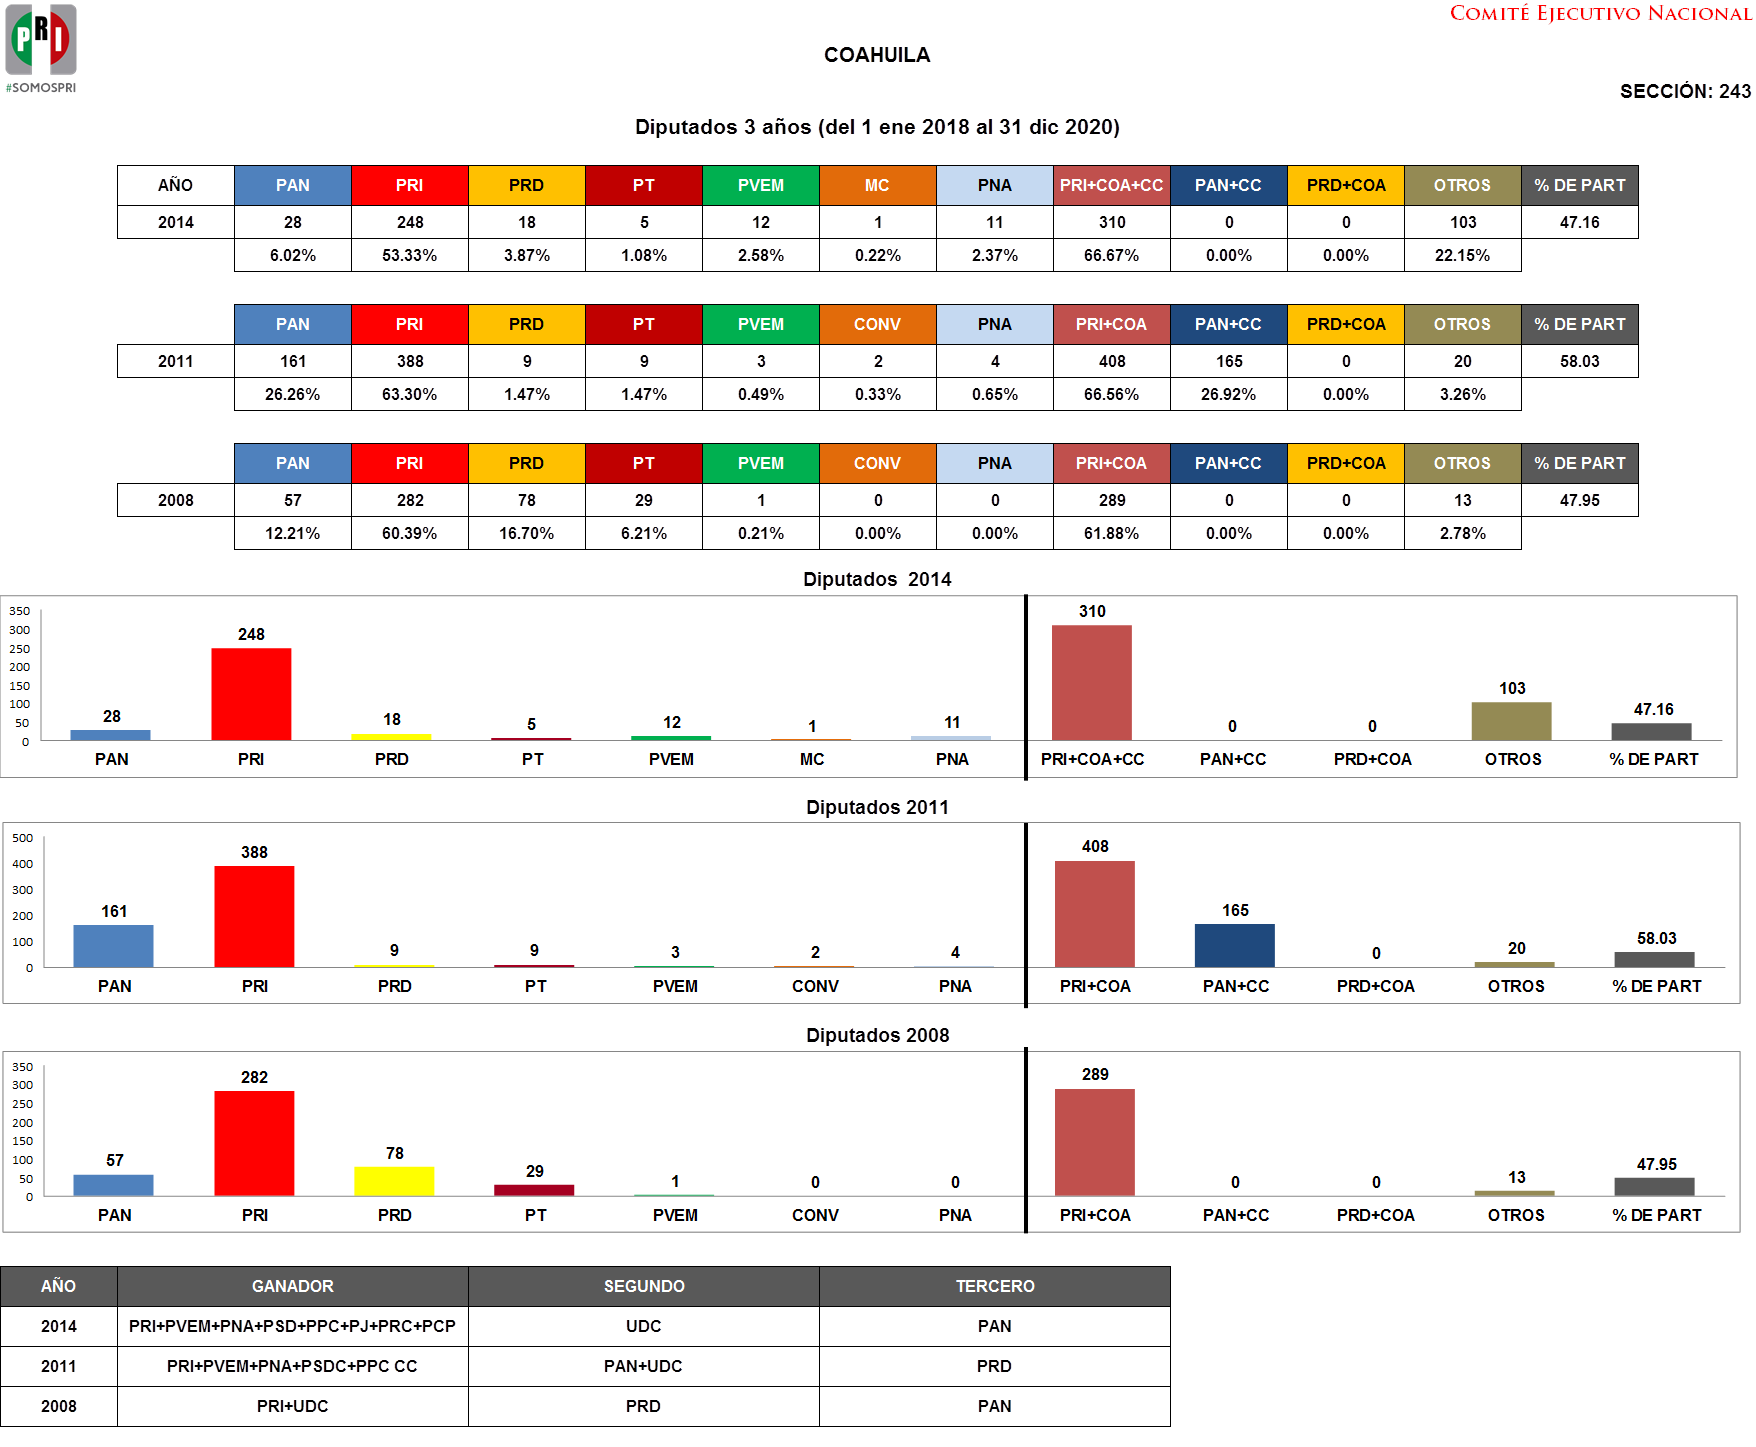 PRI
#SOMOSPRI
COMITÉ EJECUTIVO NACIONAL
COAHUILA
SECCIÓN: 243
Diputados 3 años (del 1 ene 2018 al 31 dic 2020)
AÑO PAN PRI PRD PT PVEM MC PNA PRI+COA+CC PAN+CC PRD+COA OTROS % DE PART
2014 28 248 18 5 12 1 11 310 0 0 103 47.16
6.02% 53.33% 3.87% 1.08% 2.58% 0.22% 2.37% 66.67% 0.00% 0.00% 22.15%
PAN PRI PRD PT PVEM CONV PNA PRI+COA PAN+CC PRD+COA OTROS % DE PART
2011 161 388 9 9 3 2 4 408 165 0 20 58.03
26.26% 63.30% 1.47% 1.47% 0.49% 0.33% 0.65% 66.56% 26.92% 0.00% 3.26%
PAN PRI PRD PT PVEM CONV PNA PRI+COA PAN+CC PRD+COA OTROS % DE PART
2008 57 282 78 29 1 0 0 289 0 0 13 47.95
12.21% 60.39% 16.70% 6.21% 0.21% 0.00% 0.00% 61.88% 0.00% 0.00% 2.78%
Diputados 2014
350
300
250
200
150
100
50
0
28 248 18 5 12 1 11 310 0 0 103 47.16
PAN PRI PRD PT PVEM MC PNA PRI+COA+CC PAN+CC PRD+COA OTROS % DE PART
Diputados 2011
500
400
300
200
100
0
161 388 9 9 3 2 4 408 165 0 20 58.03
PAN PRI PRD PT PVEM CONV PNA PRI+COA PAN+CC PRD+COA OTROS % DE PART
Diputados 2008
350
300
250
200
150
100
50
0
57 282 78 29 1 0 0 289 0 0 13 47.95
PAN PRI PRD PT PVEM CONV PNA PRI+COA PAN+CC PRD+COA OTROS % DE PART
AÑO GANADOR SEGUNDO TERCERO
2014 PRI+PVEM+PNA+PSD+PPC+PJ+PRC+PCP UDC PAN
2011 PRI+PVEM+PNA+PSDC+PPC CC PAN+UDC PRD
2008 PRI+UDC PRD PAN